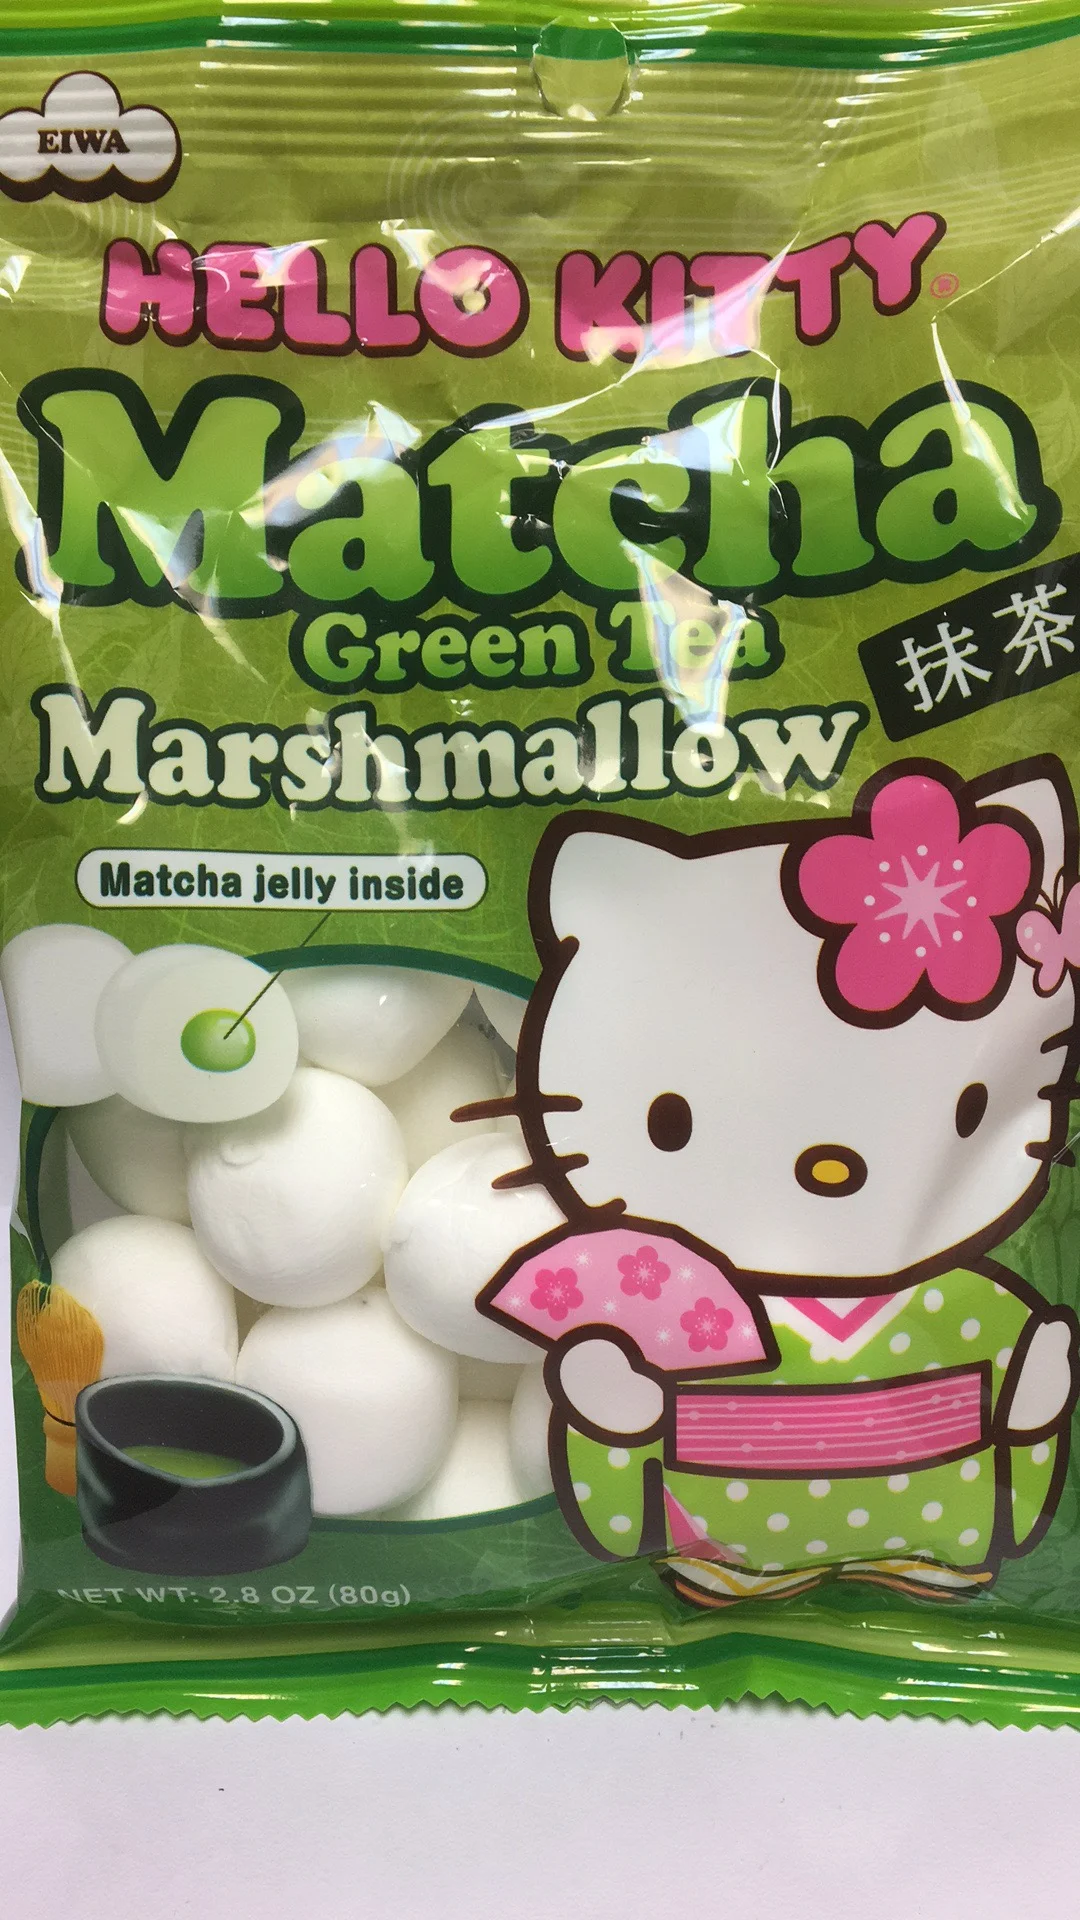 EIWA
HELLO KITTY®
Matcha
Green Tea
抹茶
Marshmallow
Matcha jelly inside
NET WT: 2.8 OZ (80g)